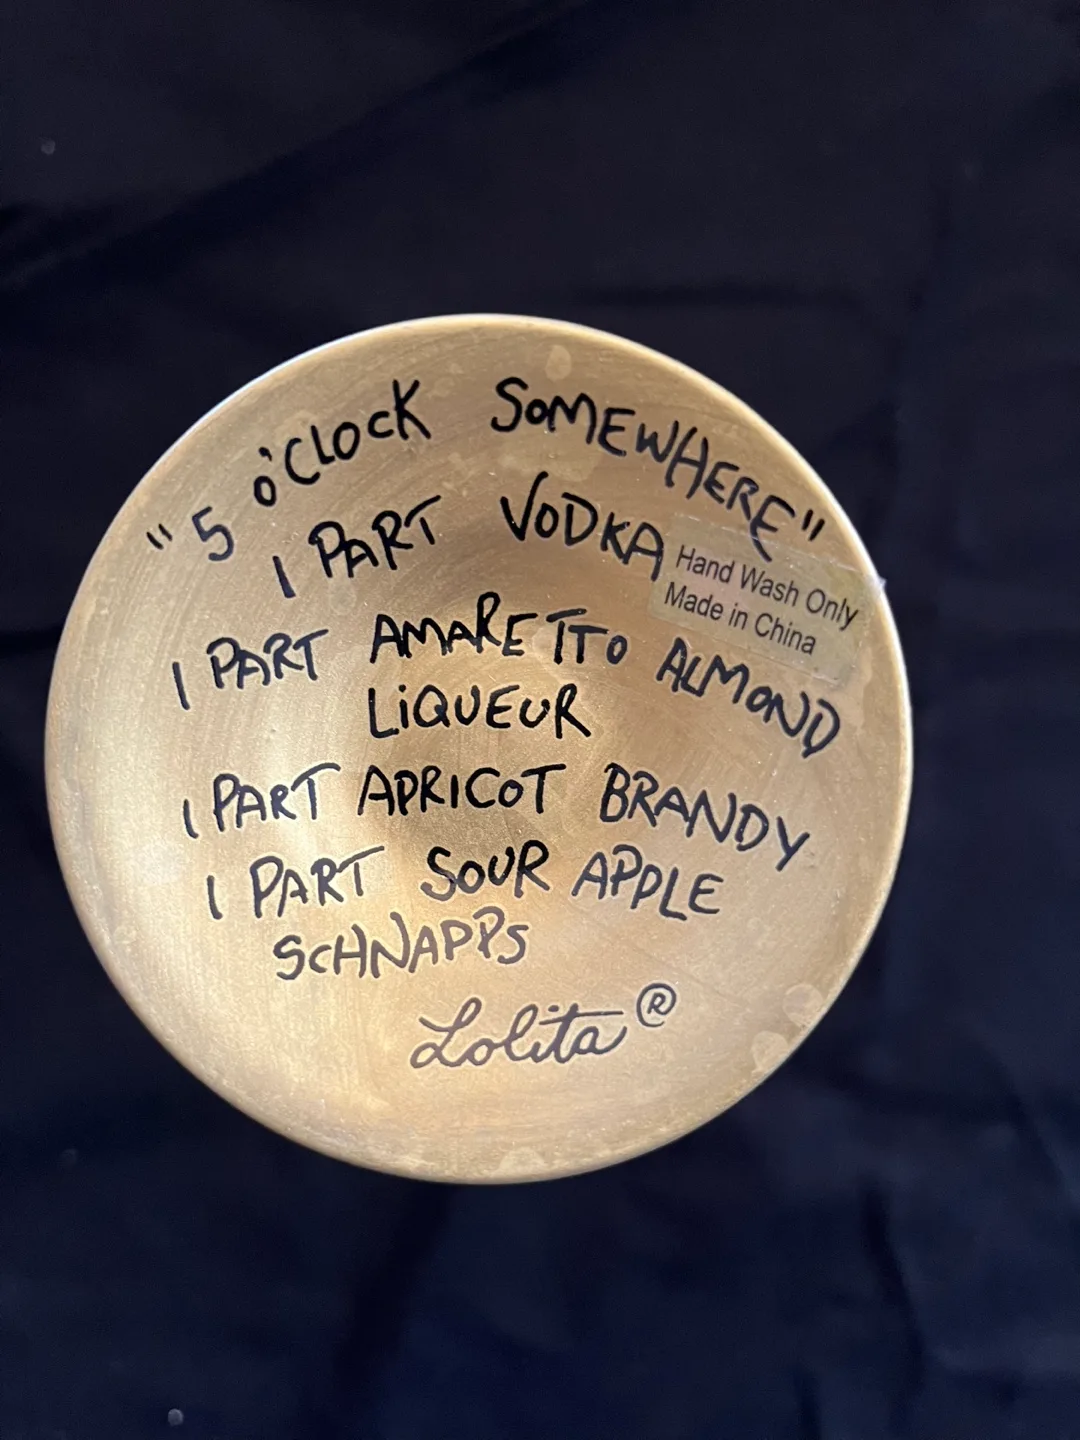 "5 O'CLOCK SOMEWHERE"
1 PART VODKA
Hand Wash Only
Made in China
1 PART AMARETTO ALMOND
LIQUEUR
1 PART APRICOT BRANDY
1 PART SOUR APPLE
SCHNAPPS
Lolita®